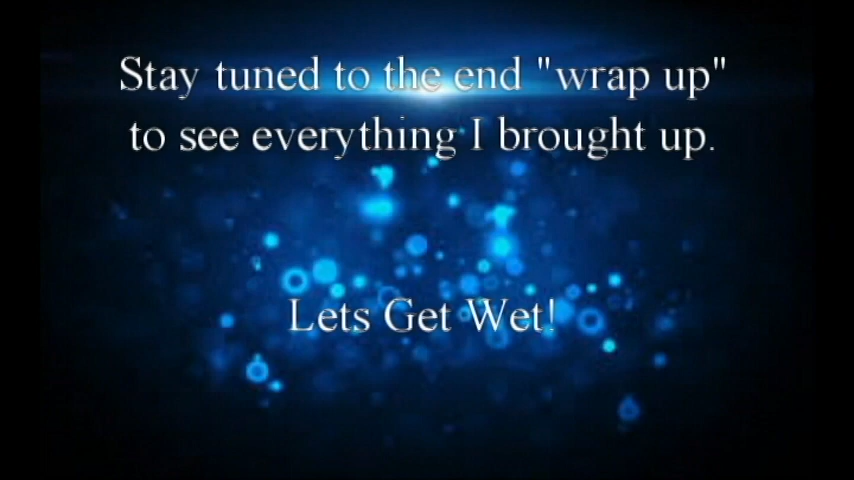 Stay tuned to the end "wrap up"
to see everything I brought up.
Lets Get Wet!